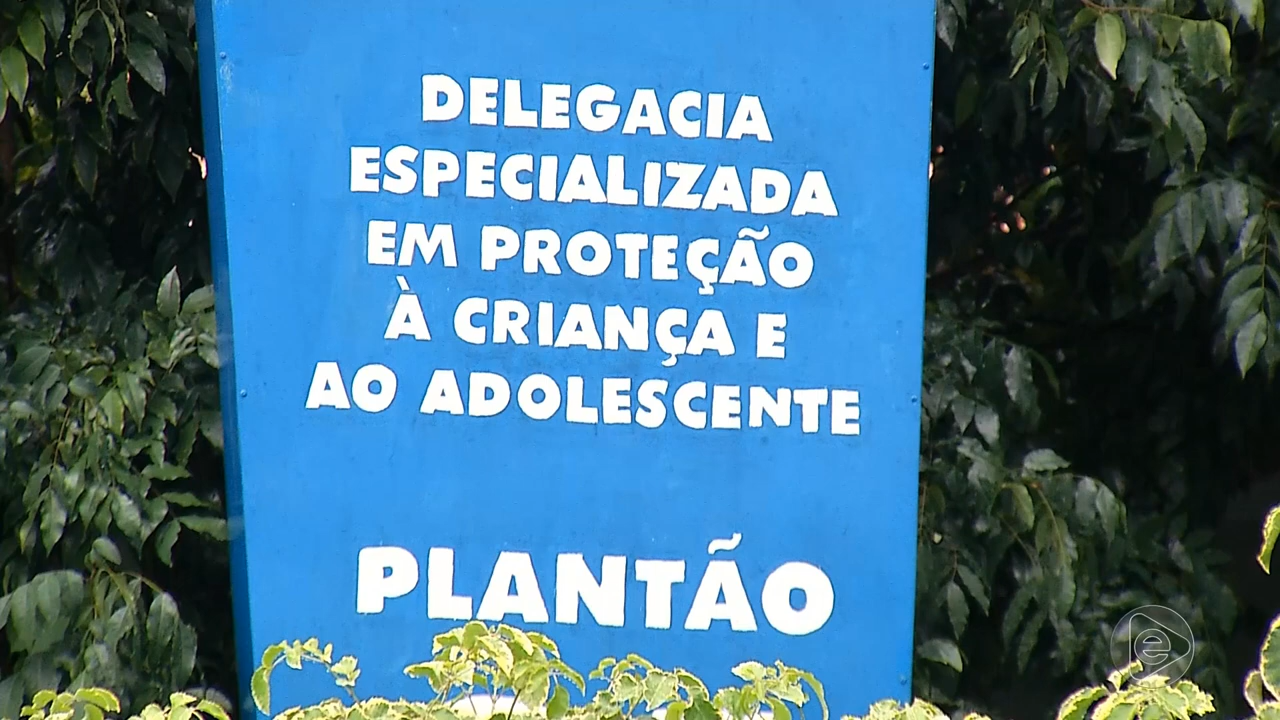 DELEGACIA
ESPECIALIZADA
EM PROTEÇÃO
À CRIANÇA E
AO ADOLESCENTE
PLANTÃO
e